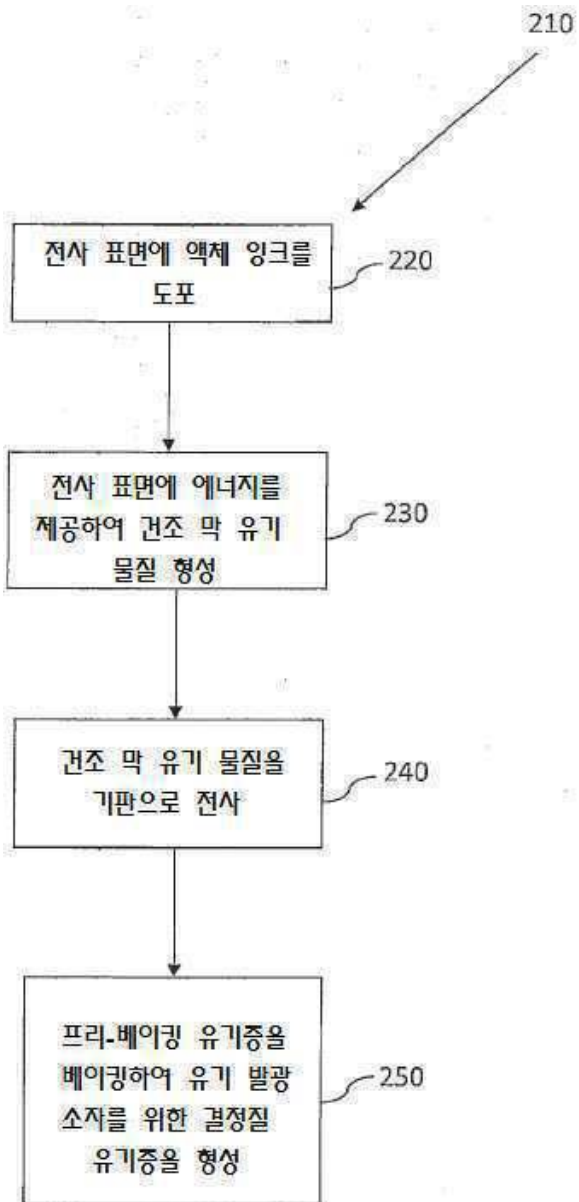 210
전사 표면에 액체 잉크를
도포
220
전사 표면에 에너지를
제공하여 건조 막 유기
물질 형성
230
건조 막 유기 물질을
기판으로 전사
240
프리-베이킹 유기층을
베이킹하여 유기 발광
소자를 위한 결정질
유기층을 형성
250